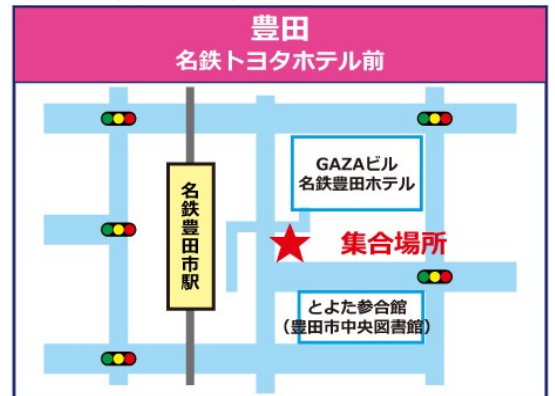 豊田
名鉄トヨタホテル前
GAZAビル
名鉄豊田ホテル
名鉄豊田市駅
集合場所
とよた参合館
（豊田市中央図書館）